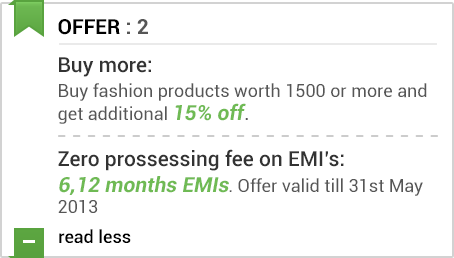 OFFER : 2
Buy more:
Buy fashion products worth 1500 or more and
get additional 15% off.
Zero prossessing fee on EMI's:
6,12 months EMIs. Offer valid till 31st May
2013
read less